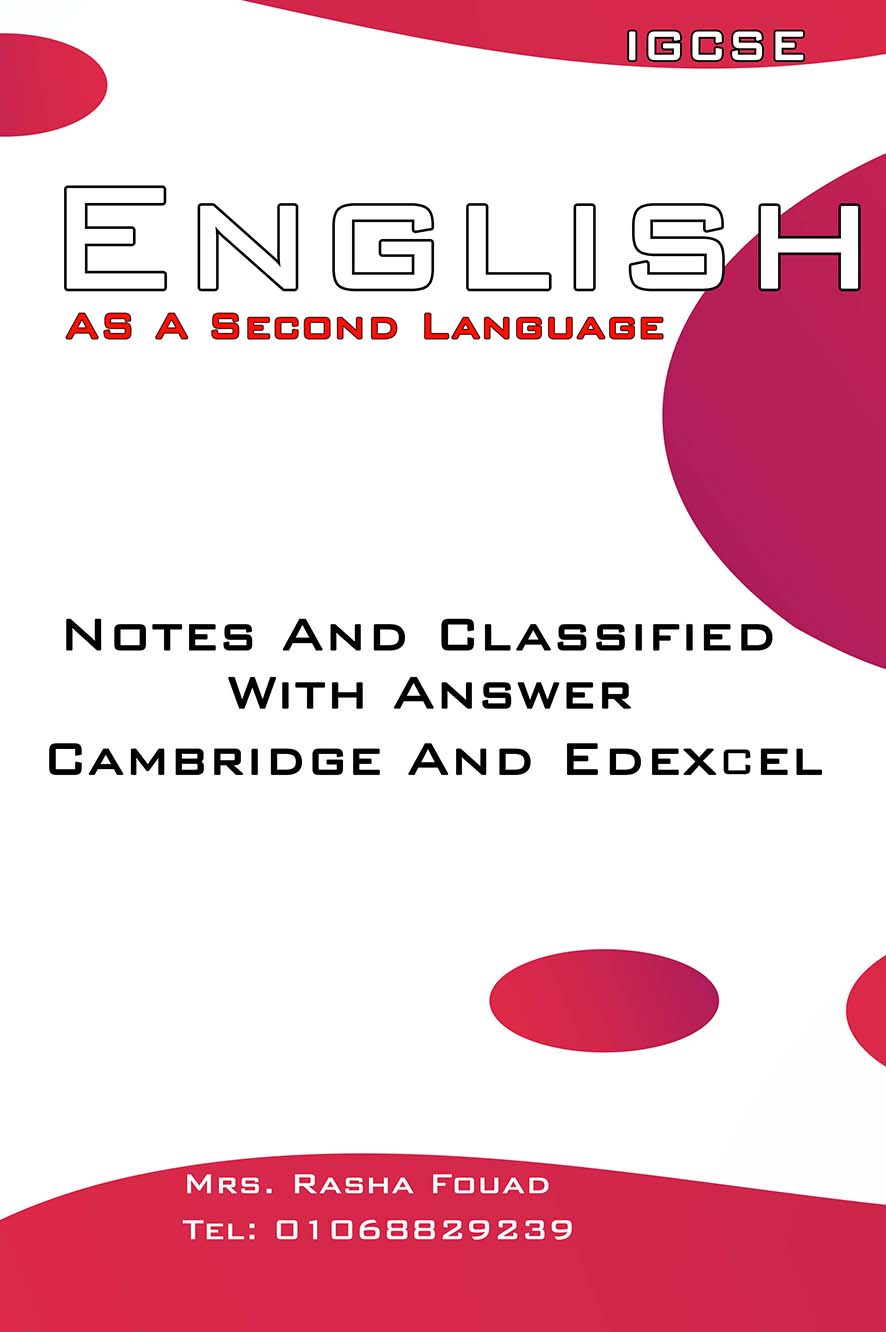 IGCSE
ENGLISH
AS A SECOND LANGUAGE
NOTES AND CLASSIFIED
WITH ANSWER
CAMBRIDGE AND EDEXCEL
MRS. RASHA FOUAD
TEL: 01068829239